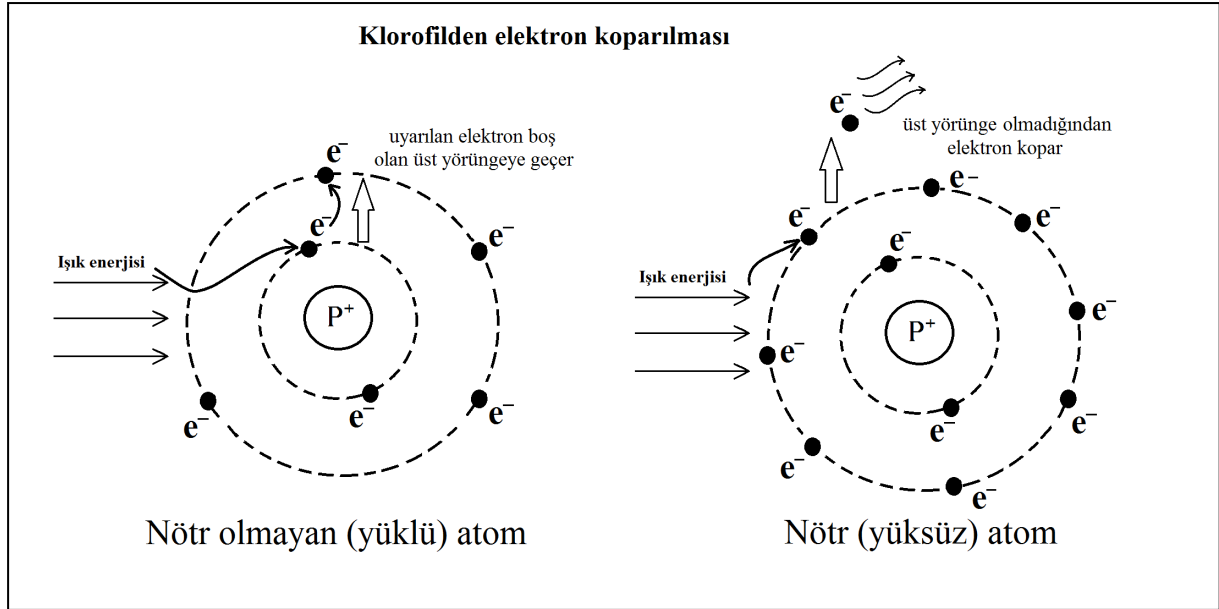 Klorofilden elektron koparılması
uyarılan elektron boş
olan üst yörüngeye geçer
e⁻
e⁻
e⁻
Işık enerjisi
P⁺
e⁻
e⁻
e⁻
Nötr olmayan (yüklü) atom
e⁻
üst yörünge olmadığından
elektron kopar
e⁻
e⁻
e⁻
e⁻
Işık enerjisi
P⁺
e⁻
e⁻
e⁻
e⁻
e⁻
e⁻
Nötr (yüksüz) atom